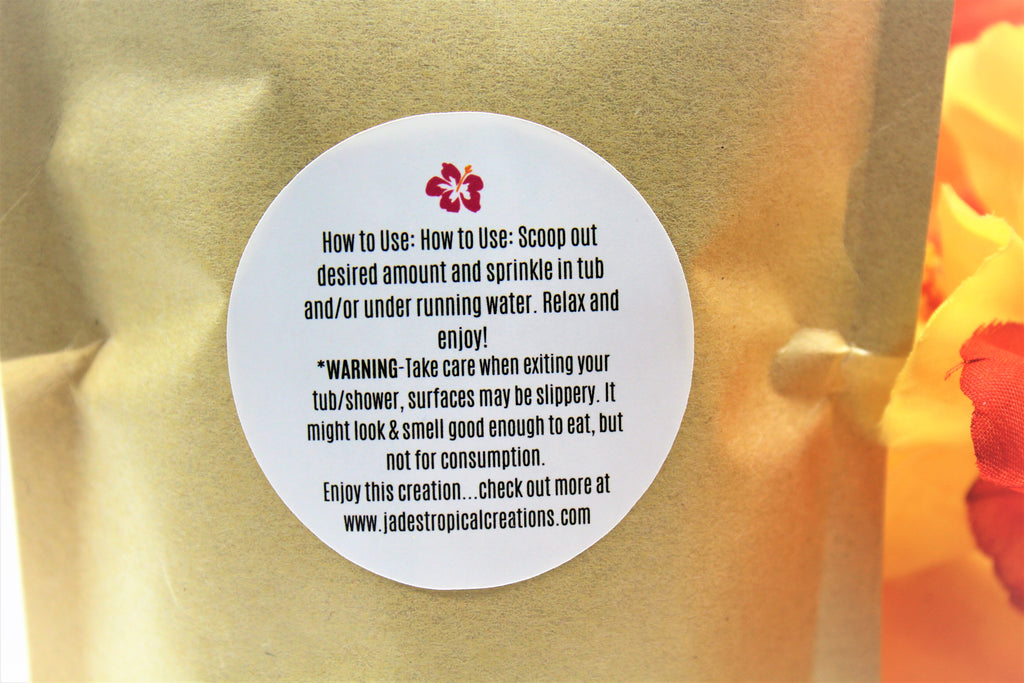 How to Use: How to Use: Scoop out
desired amount and sprinkle in tub
and/or under running water. Relax and
enjoy!
*WARNING-Take care when exiting your
tub/shower, surfaces may be slippery. It
might look & smell good enough to eat, but
not for consumption.
Enjoy this creation...check out more at
www.jadestropicalcreations.com